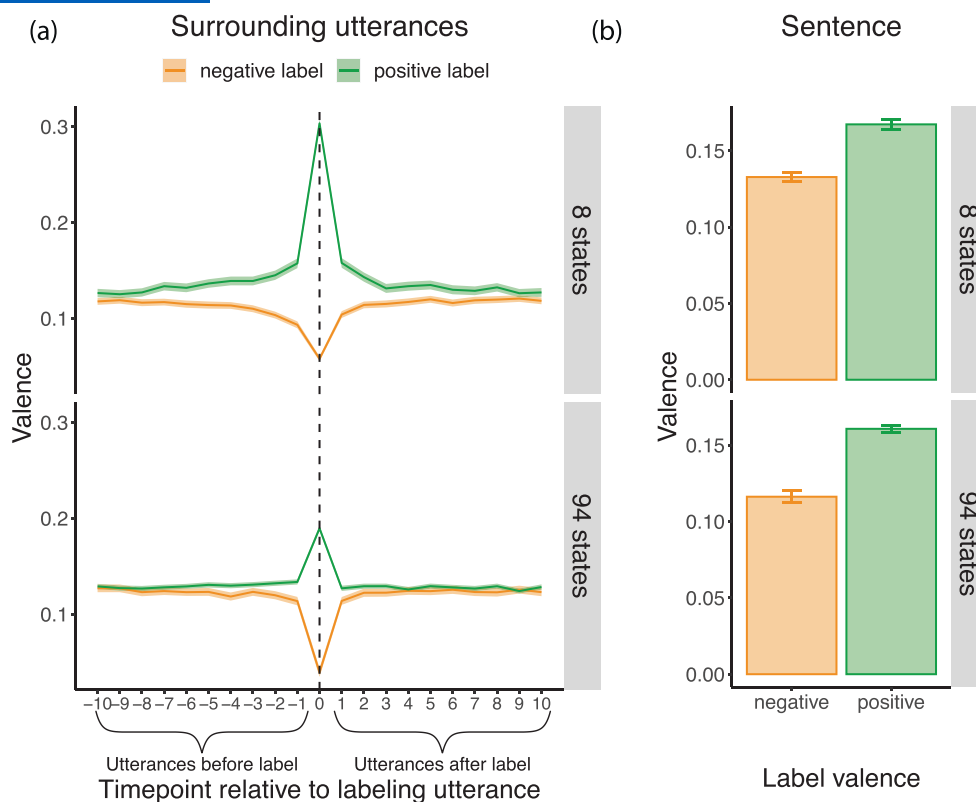 (a)
Surrounding utterances
negative label
positive label
Valence
0.3
0.2
0.1
8 states
0.3
0.2
0.1
94 states
−10 −9 −8 −7 −6 −5 −4 −3 −2 −1 0 1 2 3 4 5 6 7 8 9 10
Utterances before label
Utterances after label
Timepoint relative to labeling utterance
(b)
Sentence
Valence
0.15
0.10
0.05
0.00
8 states
0.15
0.10
0.05
0.00
94 states
negative
positive
Label valence